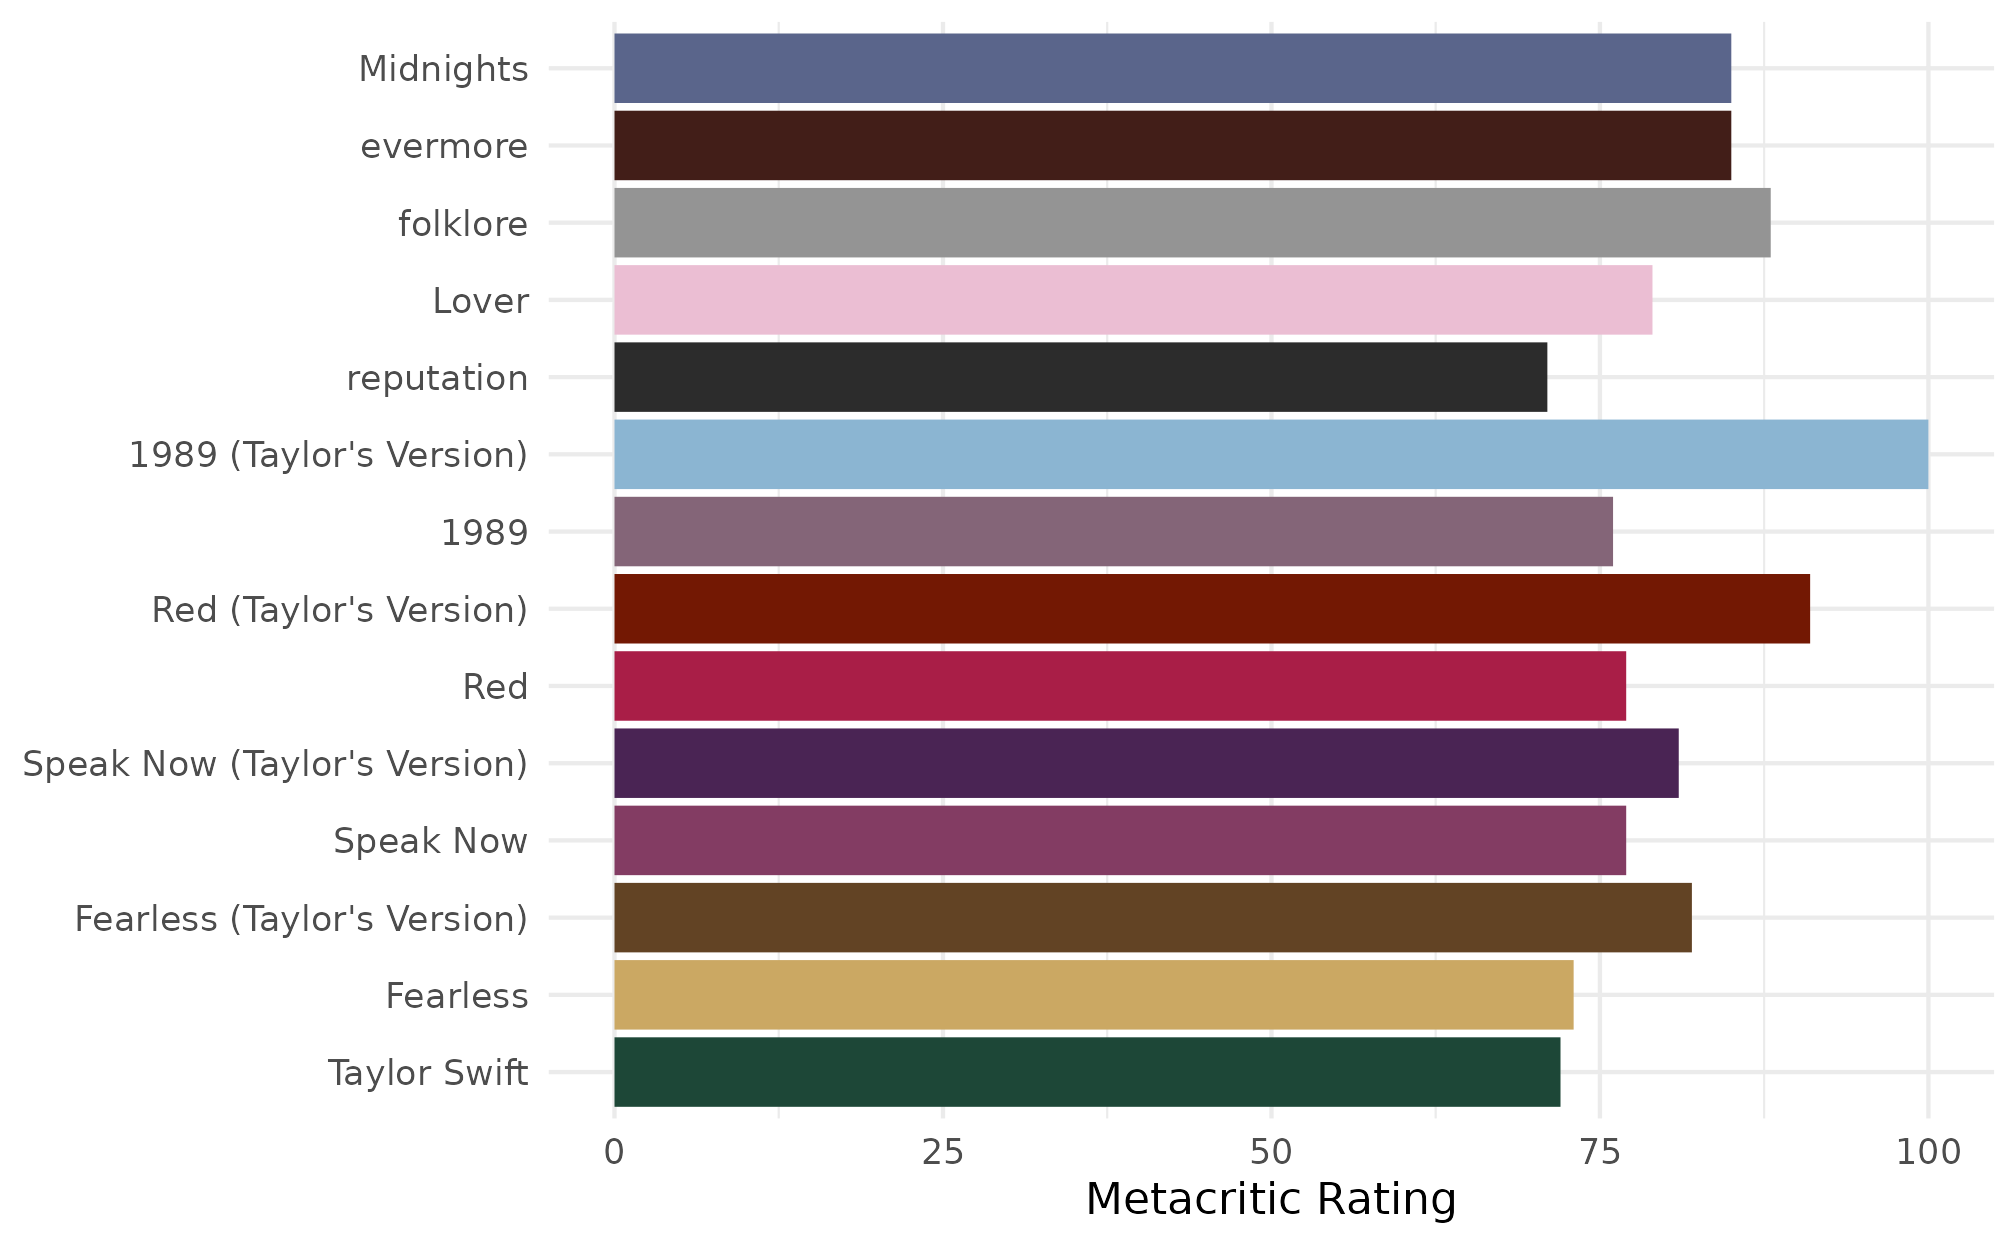 Midnights
evermore
folklore
Lover
reputation
1989 (Taylor's Version)
1989
Red (Taylor's Version)
Red
Speak Now (Taylor's Version)
Speak Now
Fearless (Taylor's Version)
Fearless
Taylor Swift
0 25 50 75 100
Metacritic Rating